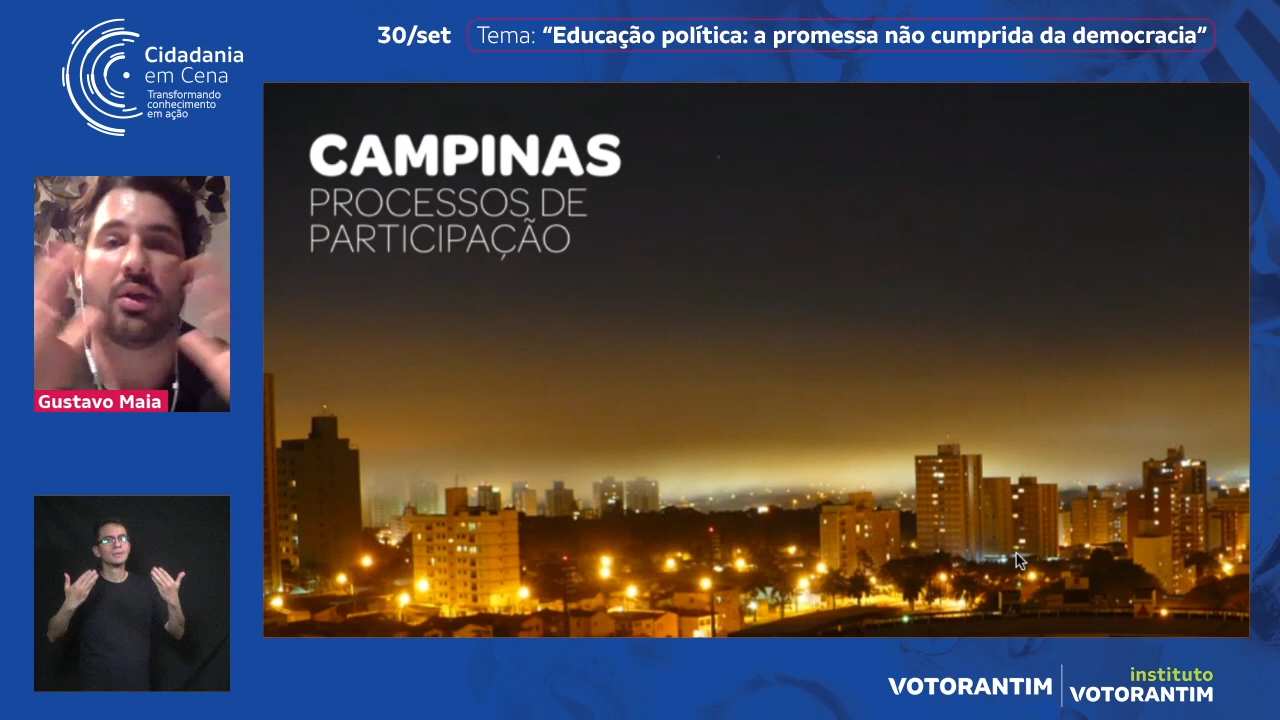 30/set Tema: “Educação política: a promessa não cumprida da democracia”
Cidadania
em Cena
Transformando
conhecimento
em ação
CAMPINAS
PROCESSOS DE
PARTICIPAÇÃO
Gustavo Maia
VOTORANTIM
instituto
VOTORANTIM